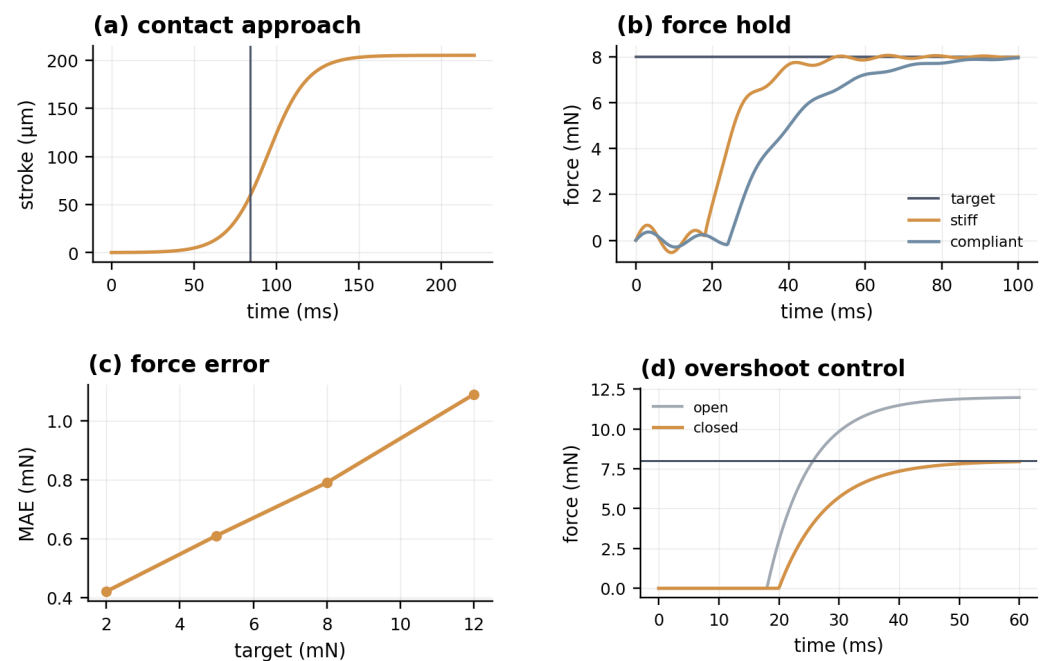 (a) contact approach
200
150
100
50
0
stroke (µm)
0 50 100 150 200
time (ms)
(b) force hold
8
6
4
2
0
force (mN)
target
stiff
compliant
0 20 40 60 80 100
time (ms)
(c) force error
1.0
0.8
0.6
0.4
MAE (mN)
2 4 6 8 10 12
target (mN)
(d) overshoot control
12.5
10.0
7.5
5.0
2.5
0.0
force (mN)
open
closed
0 10 20 30 40 50 60
time (ms)